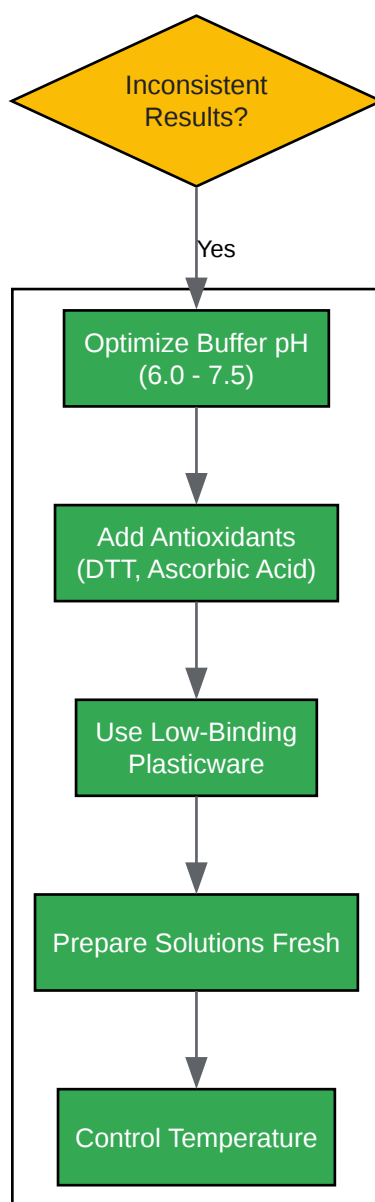 Inconsistent
Results?
Yes
Optimize Buffer pH
(6.0 - 7.5)
Add Antioxidants
(DTT, Ascorbic Acid)
Use Low-Binding
Plasticware
Prepare Solutions Fresh
Control Temperature